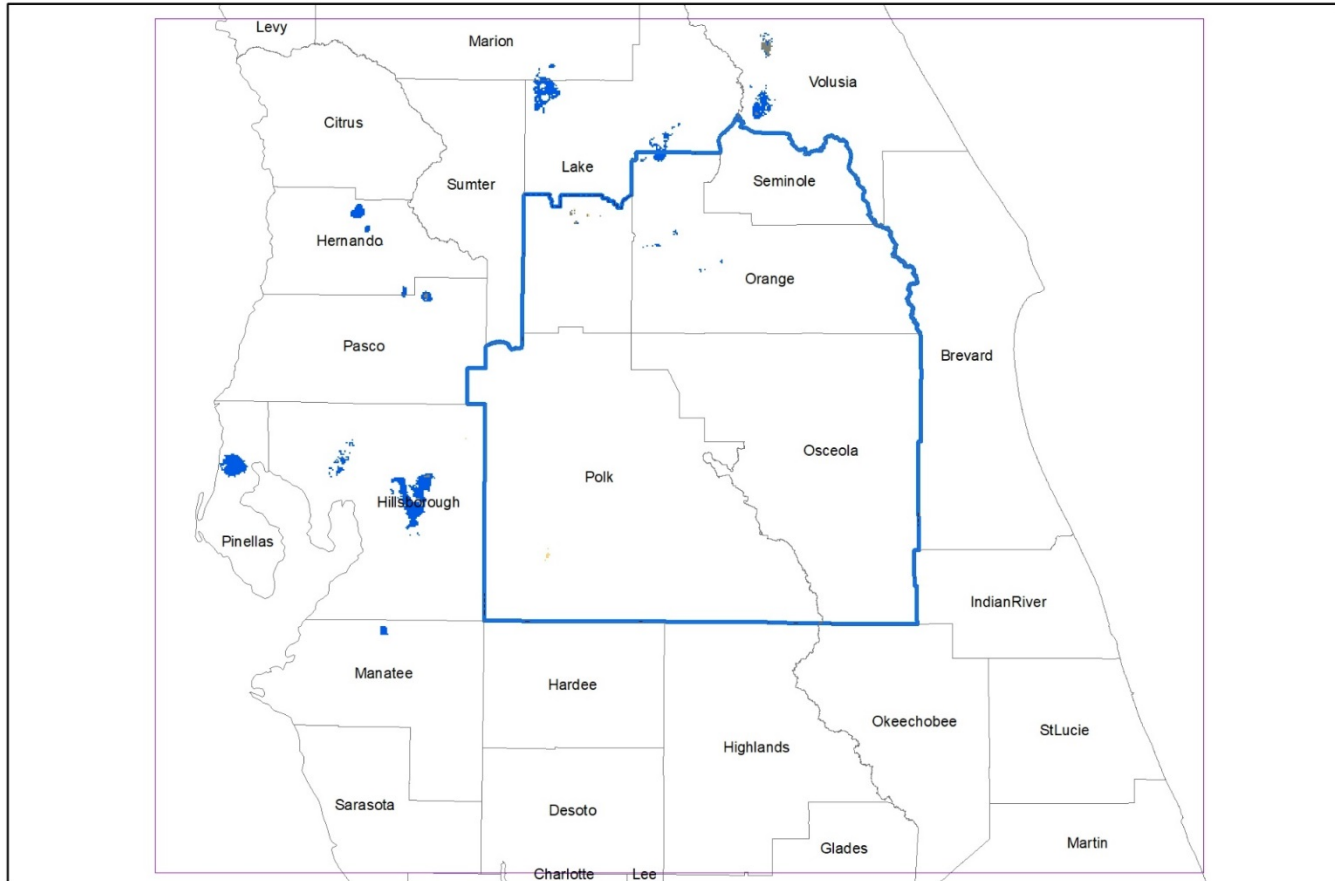 Levy
Marion
Volusia
Citrus
Lake
Sumter
Seminole
Hernando
Orange
Pasco
Brevard
Osceola
Polk
Hillsborough
Pinellas
IndianRiver
Manatee
Hardee
Okeechobee
StLucie
Highlands
Sarasota
Desoto
Martin
Glades
Charlotte
Lee